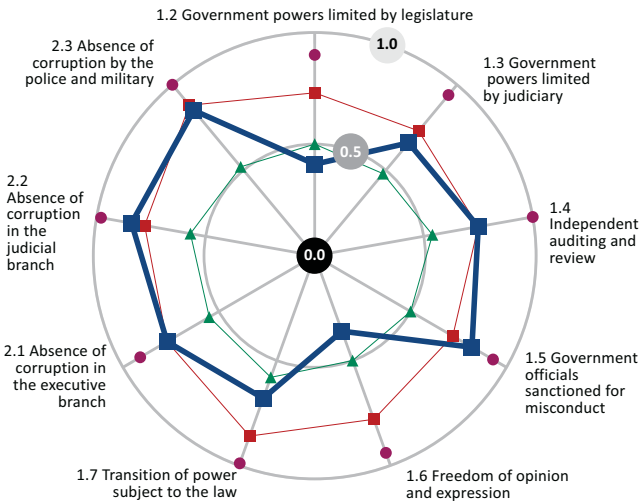 1.2 Government powers limited by legislature
1.0
2.3 Absence of
corruption by the
police and military
1.3 Government
powers limited
by judiciary
0.5
2.2
Absence of
corruption
in the
judicial
branch
1.4
Independent
auditing and
review
0.0
2.1 Absence of
corruption in
the executive
branch
1.5 Government
officials
sanctioned for
misconduct
1.7 Transition of power
subject to the law
1.6 Freedom of opinion
and expression